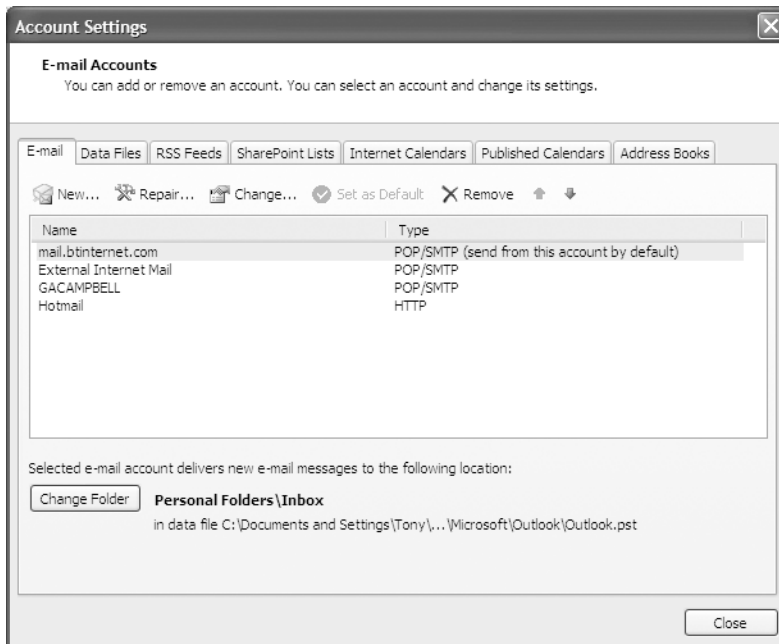 Account Settings
E-mail Accounts
You can add or remove an account. You can select an account and change its settings.
E-mail Data Files RSS Feeds SharePoint Lists Internet Calendars Published Calendars Address Books
New... Repair... Change... Set as Default Remove
Name Type
mail.btinternet.com POP/SMTP (send from this account by default)
External Internet Mail POP/SMTP
GACAMPBELL POP/SMTP
Hotmail HTTP
Selected e-mail account delivers new e-mail messages to the following location:
Change Folder Personal Folders\Inbox
in data file C:\Documents and Settings\Tony\...\Microsoft\Outlook\Outlook.pst
Close